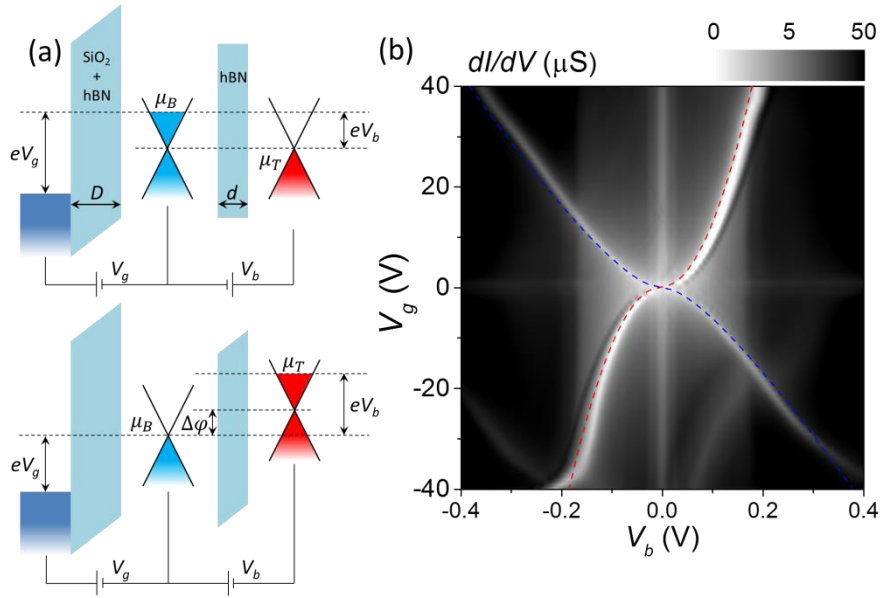 (a)
SiO2
+
hBN
hBN
μB
μT
eVg
eVb
D
d
Vg
Vb
μT
μB
Δφ
eVg
eVb
Vg
Vb
(b)
0 5 50
dI/dV (μS)
40
20
0
-20
-40
Vg (V)
-0.4 -0.2 0.0 0.2 0.4
Vb (V)